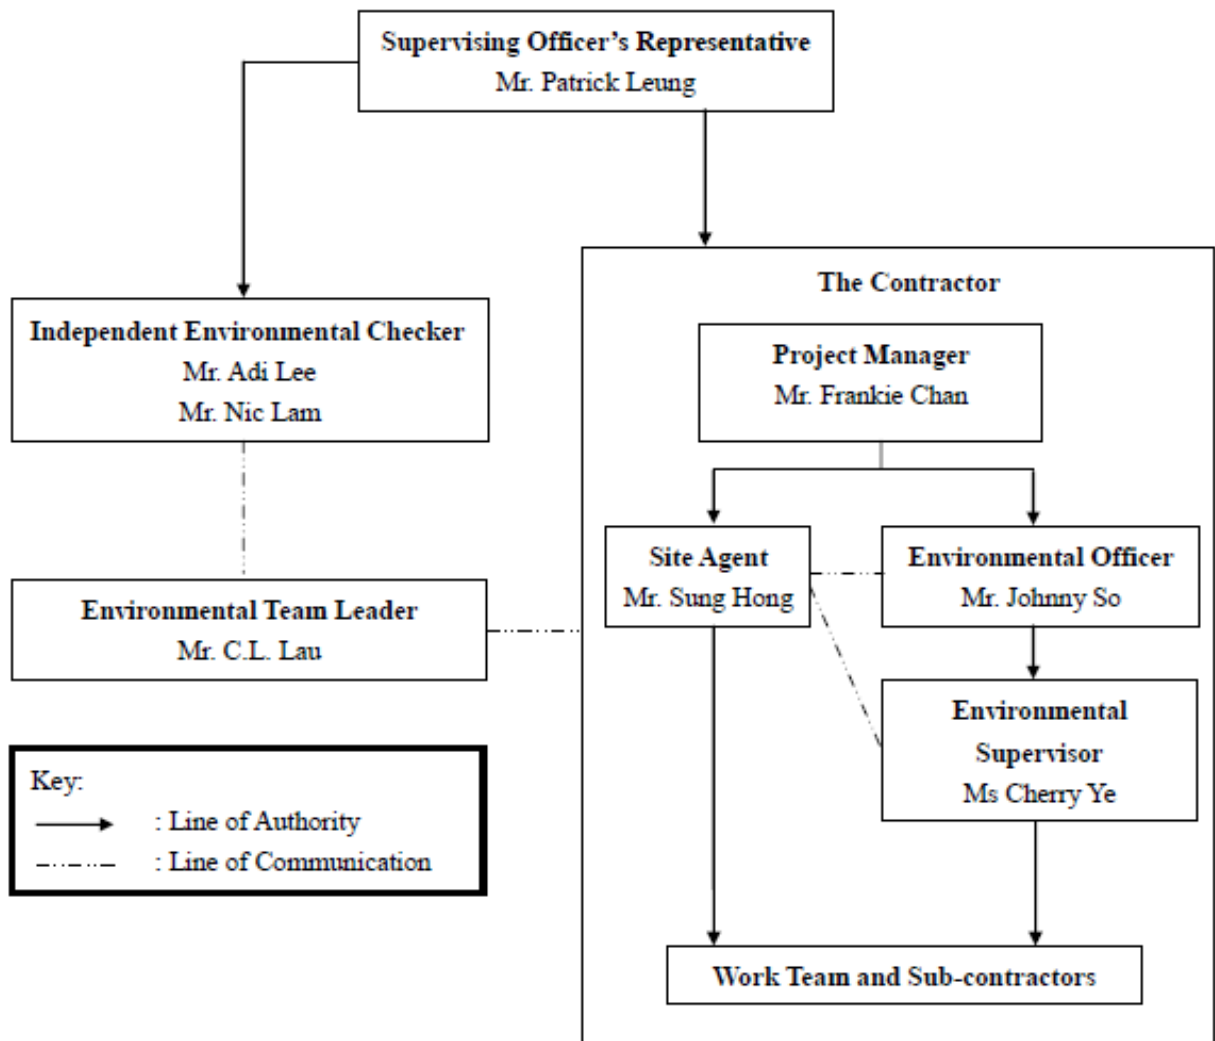 Supervising Officer’s Representative
Mr. Patrick Leung
The Contractor
Independent Environmental Checker
Mr. Adi Lee
Mr. Nic Lam
Project Manager
Mr. Frankie Chan
Site Agent
Mr. Sung Hong
Environmental Officer
Mr. Johnny So
Environmental Team Leader
Mr. C.L. Lau
Environmental
Supervisor
Ms Cherry Ye
Key:
: Line of Authority
: Line of Communication
Work Team and Sub-contractors